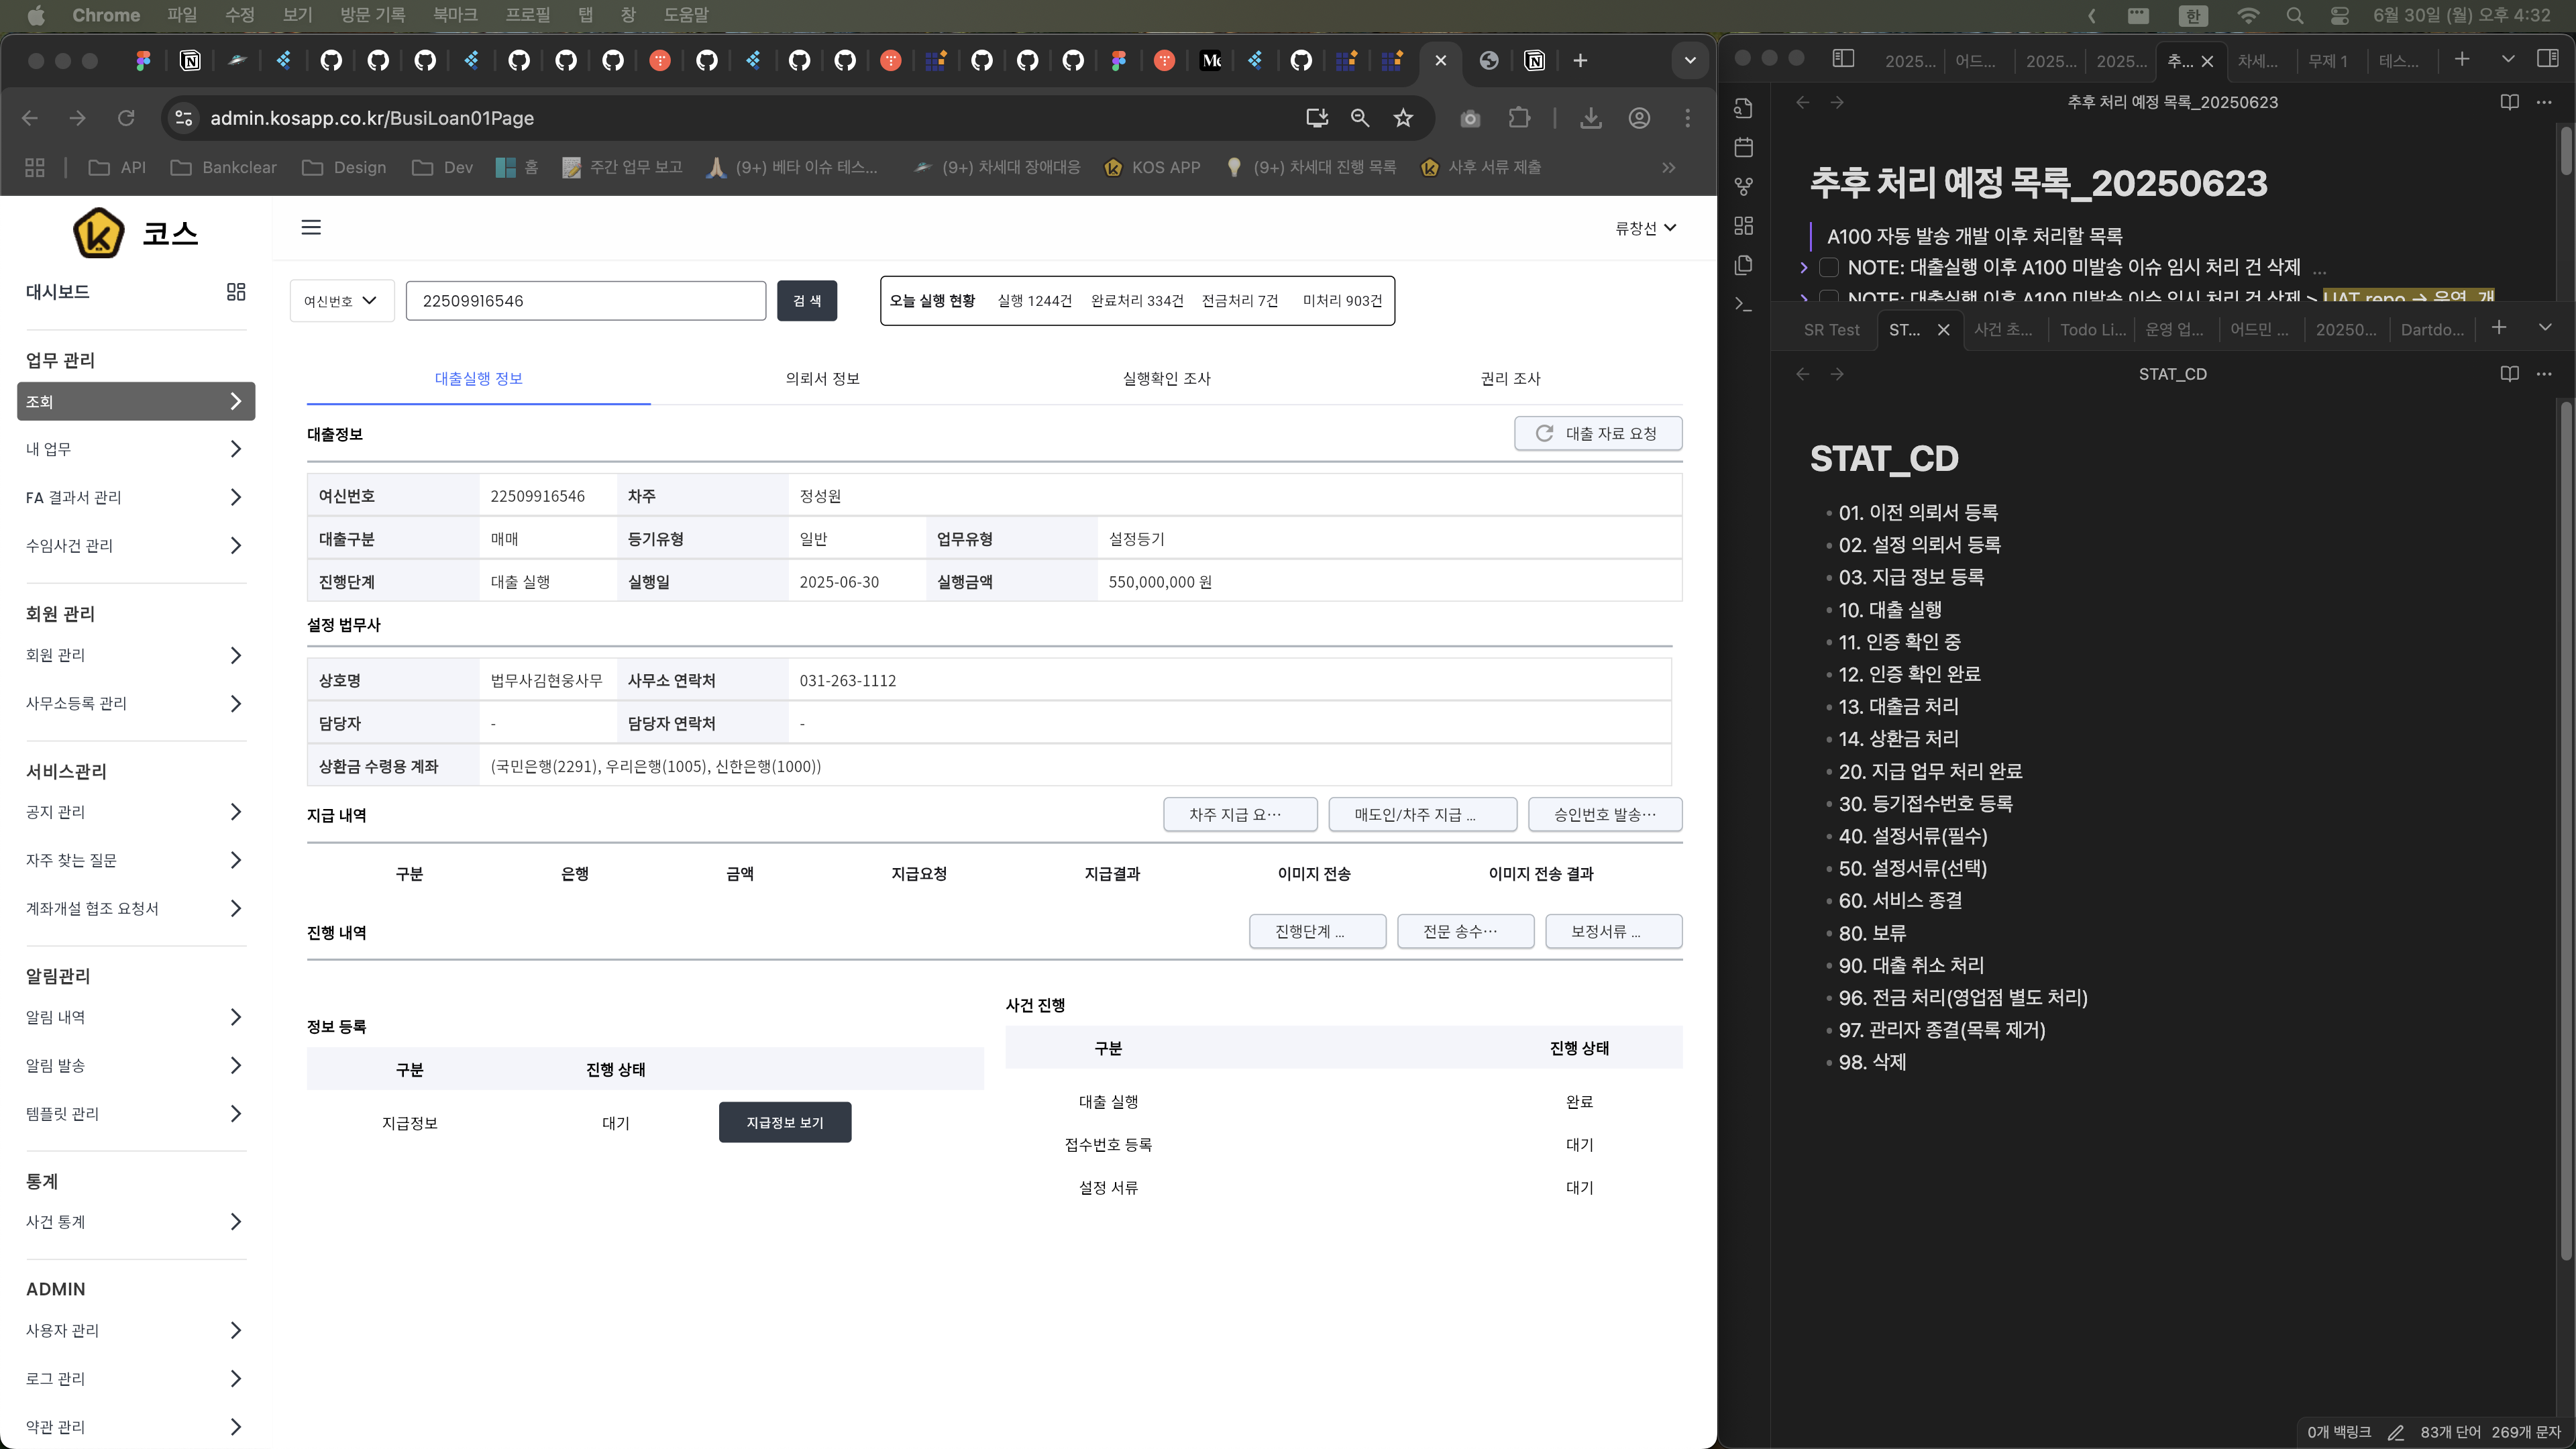 Chrome 파일 수정 보기 방문 기록 북마크 프로필 탭 창 도움말
한 6월 30일 (월) 오후 4:32
admin.kosapp.co.kr/BusiLoan01Page
API Bankclear Design Dev 홈 주간 업무 보고 (9+) 베타 이슈 테스... (9+) 차세대 장애대응 KOS APP (9+) 차세대 진행 목록 사후 서류 제출
코스
류창선
대시보드
업무 관리
조회
내 업무
FA 결과서 관리
수임사건 관리
회원 관리
회원 관리
사무소등록 관리
서비스관리
공지 관리
자주 찾는 질문
계좌개설 협조 요청서
알림관리
알림 내역
알림 발송
템플릿 관리
통계
사건 통계
ADMIN
사용자 관리
로그 관리
약관 관리
여신번호 22509916546 검 색
오늘 실행 현황 실행 1244건 완료처리 334건 전금처리 7건 미처리 903건
대출실행 정보 의뢰서 정보 실행확인 조사 권리 조사
대출정보 대출 자료 요청
여신번호 22509916546 차주 정성원
대출구분 매매 등기유형 일반 업무유형 설정등기
진행단계 대출 실행 실행일 2025-06-30 실행금액 550,000,000 원
설정 법무사
상호명 법무사김현웅사무 사무소 연락처 031-263-1112
담당자 - 담당자 연락처 -
상환금 수령용 계좌 (국민은행(2291), 우리은행(1005), 신한은행(1000))
지급 내역 차주 지급 요… 매도인/차주 지급 ... 승인번호 발송…
구분 은행 금액 지급요청 지급결과 이미지 전송 이미지 전송 결과
진행 내역 진행단계 ... 전문 송수… 보정서류 ...
정보 등록
구분 진행 상태
지급정보 대기 지급정보 보기
사건 진행
구분 진행 상태
대출 실행 완료
접수번호 등록 대기
설정 서류 대기
2025... 어드... 2025... 2025... 추... 차세... 무제 1 테스...
추후 처리 예정 목록_20250623
추후 처리 예정 목록_20250623
A100 자동 발송 개발 이후 처리할 목록
NOTE: 대출실행 이후 A100 미발송 이슈 임시 처리 건 삭제 ...
NOTE: 대출실행 이후 A100 미발송 이슈 임시 처리 건 삭제 > UAT repo → 운영, 개
SR Test ST... 사건 초... Todo Li... 운영 업... 어드민 ... 20250... Dartdo...
STAT_CD
STAT_CD
01. 이전 의뢰서 등록
02. 설정 의뢰서 등록
03. 지급 정보 등록
10. 대출 실행
11. 인증 확인 중
12. 인증 확인 완료
13. 대출금 처리
14. 상환금 처리
20. 지급 업무 처리 완료
30. 등기접수번호 등록
40. 설정서류(필수)
50. 설정서류(선택)
60. 서비스 종결
80. 보류
90. 대출 취소 처리
96. 전금 처리(영업점 별도 처리)
97. 관리자 종결(목록 제거)
98. 삭제
0개 백링크 83개 단어 269개 문자